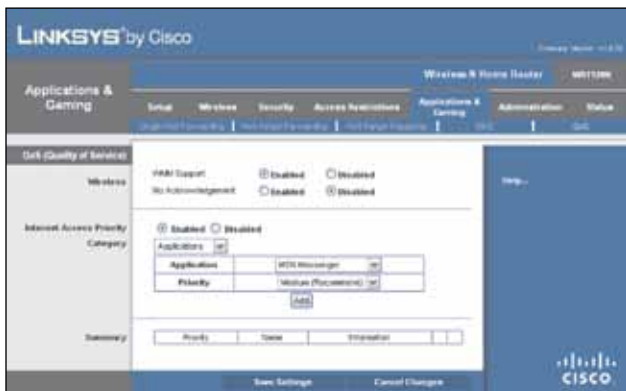 LINKSYS® by Cisco
Wireless-N Home Router
Applications & Gaming
Setup Wireless Security Access Restrictions Applications & Gaming Administration Status
DMZ QoS
QoS (Quality of Service)
Wireless
WMM Support Enabled Disabled
No Acknowledgement Enabled Disabled
Internet Access Priority Enabled Disabled
Category Applications
Application MSN Messenger
Priority Medium (Recommend)
Add
Summary Priority Name Information
Help...
Save Settings Cancel Changes
CISCO